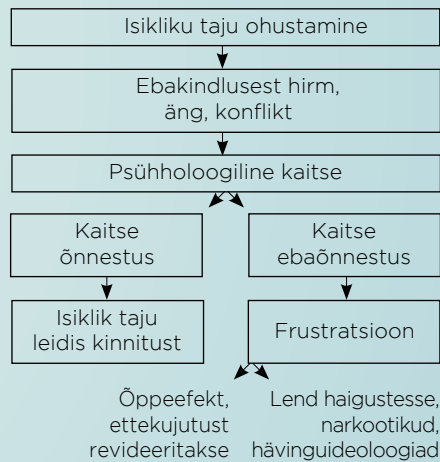 Isikliku taju ohustamine
Ebakindlusest hirm,
äng, konflikt
Psühholoogiline kaitse
Kaitse
õnnestus
Kaitse
ebaõnnestus
Isiklik taju
leidis kinnitust
Frustratsioon
Õppeefekt,
ettekujutust
revideeritakse
Lend haigustesse,
narkootikud,
hävinguideoloogiad